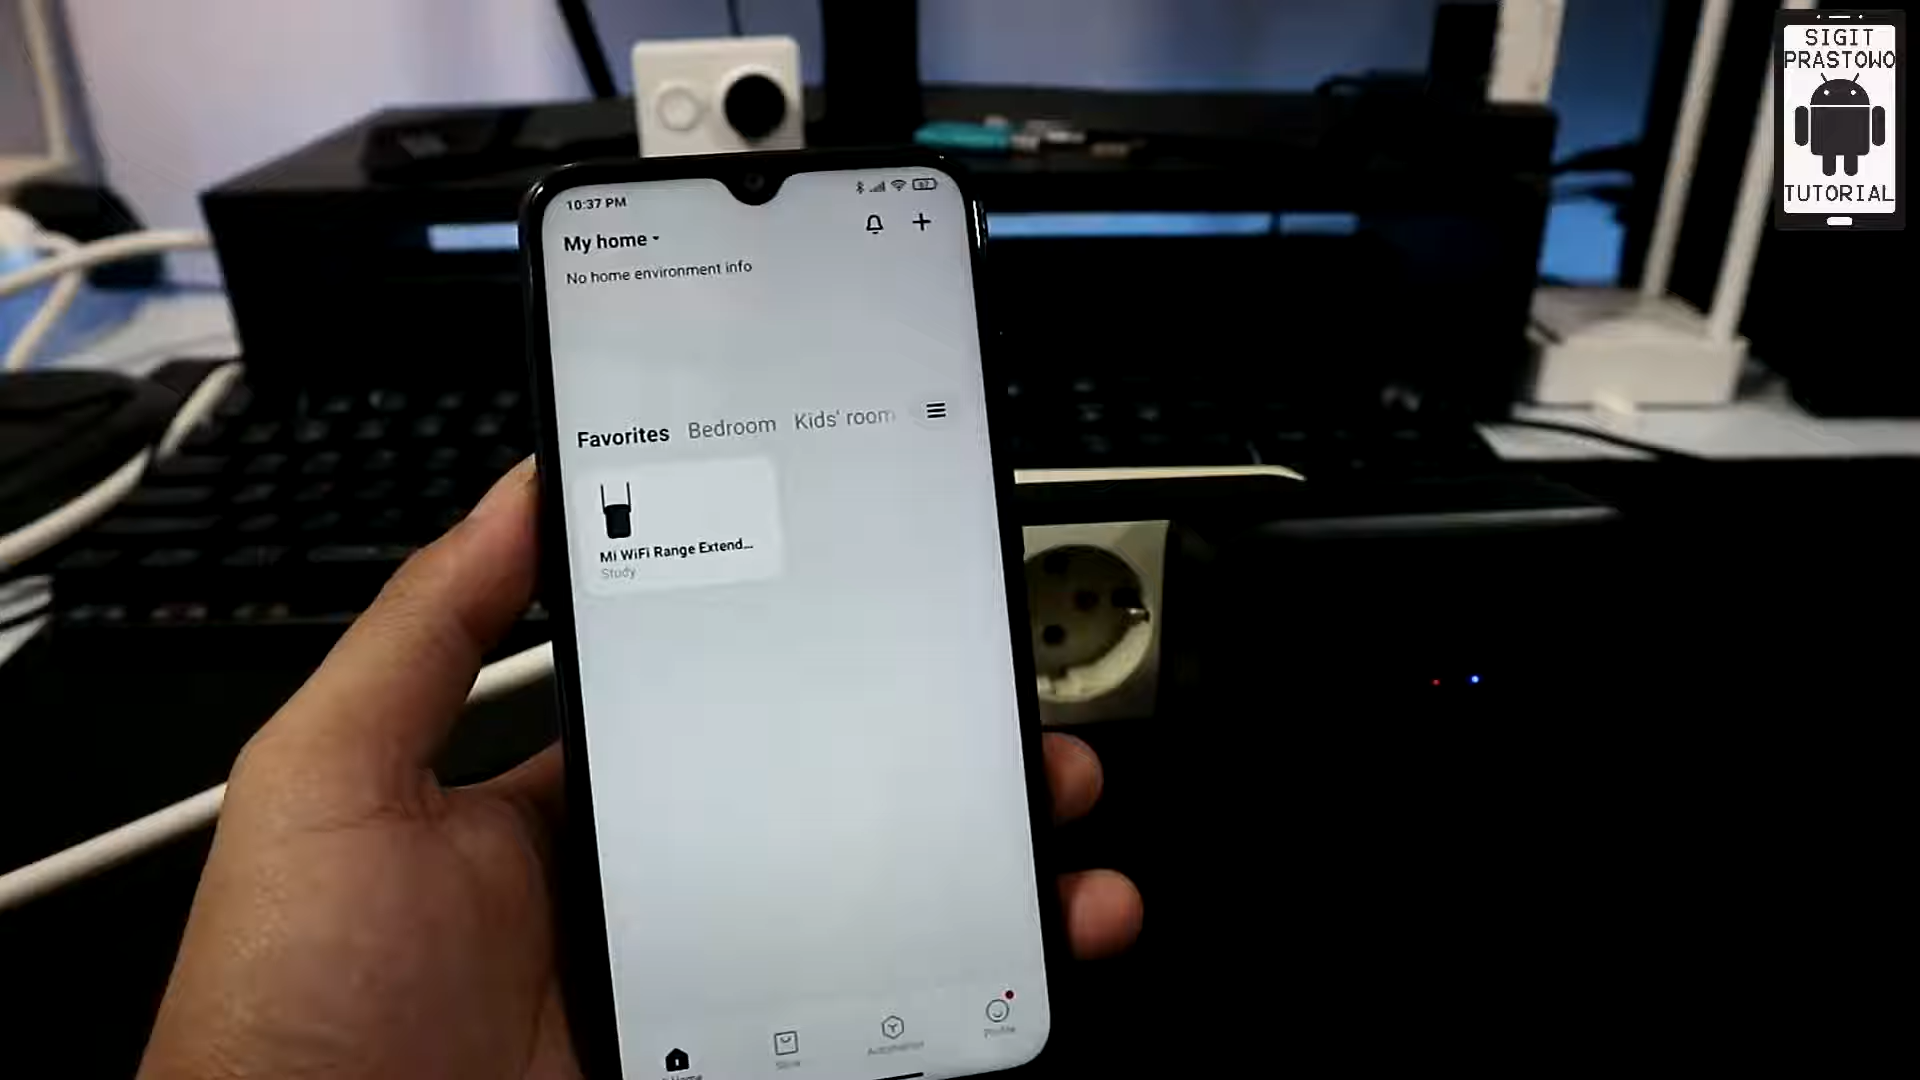 SIGIT
PRASTOWO
TUTORIAL
10:37 PM
My home
No home environment info
Favorites Bedroom Kids' room
Mi WiFi Range Extend...
Study
Home
Store
Automation
Profile